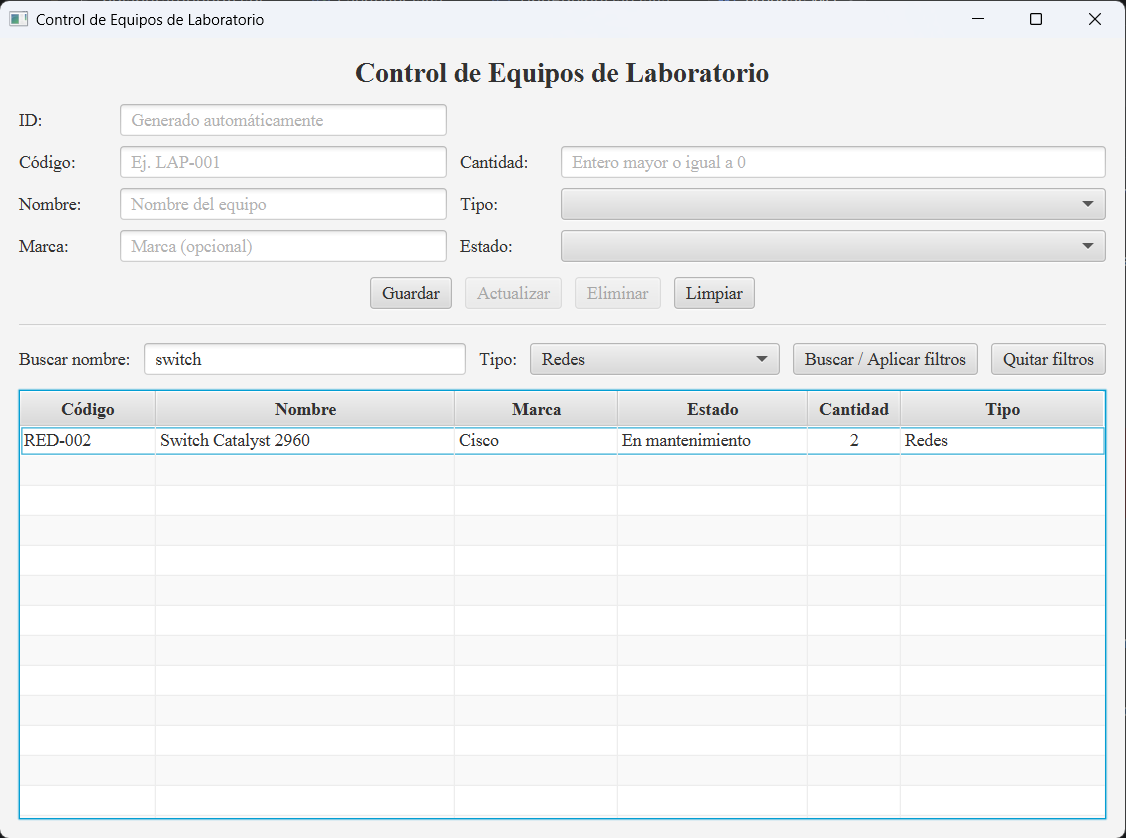 Control de Equipos de Laboratorio
Control de Equipos de Laboratorio
ID: Generado automáticamente
Código: Ej. LAP-001 Cantidad: Entero mayor o igual a 0
Nombre: Nombre del equipo Tipo:
Marca: Marca (opcional) Estado:
Guardar Actualizar Eliminar Limpiar
Buscar nombre: switch Tipo: Redes Buscar / Aplicar filtros Quitar filtros
Código Nombre Marca Estado Cantidad Tipo
RED-002 Switch Catalyst 2960 Cisco En mantenimiento 2 Redes